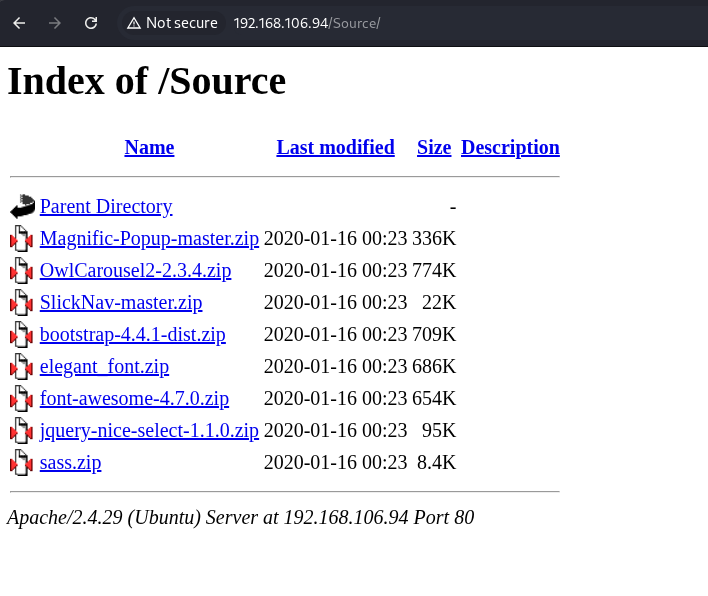 Not secure 192.168.106.94/Source/
Index of /Source
Name Last modified Size Description
Parent Directory -
Magnific-Popup-master.zip 2020-01-16 00:23 336K
OwlCarousel2-2.3.4.zip 2020-01-16 00:23 774K
SlickNav-master.zip 2020-01-16 00:23 22K
bootstrap-4.4.1-dist.zip 2020-01-16 00:23 709K
elegant_font.zip 2020-01-16 00:23 686K
font-awesome-4.7.0.zip 2020-01-16 00:23 654K
jquery-nice-select-1.1.0.zip 2020-01-16 00:23 95K
sass.zip 2020-01-16 00:23 8.4K
Apache/2.4.29 (Ubuntu) Server at 192.168.106.94 Port 80